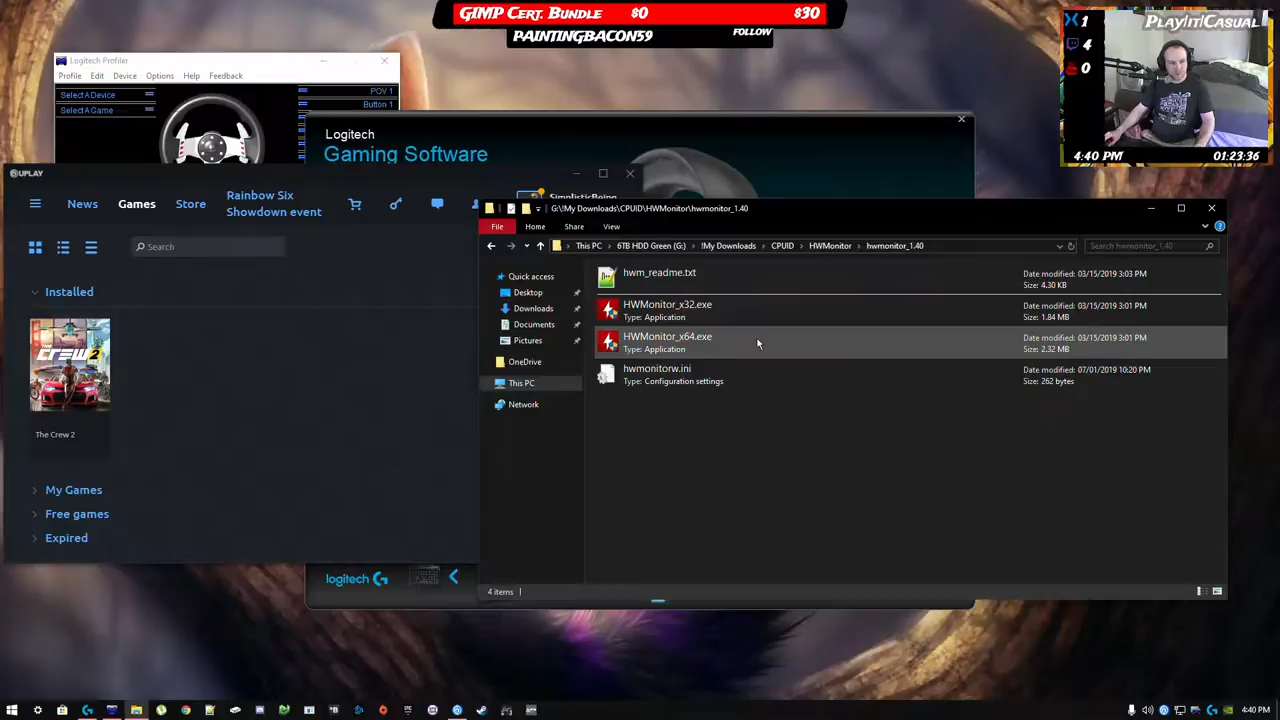 GIMP Cert. Bundle $0 $30
PaintingBacon59 Follow
Play|t|Casual
1
4
0
4:40 PM 01:23:36
Logitech Profiler
Profile Edit Device Options Help Feedback
Select A Device
Select A Game
POV 1
Button 1
Logitech
Gaming Software
UPLAY
News
Games
Store
Rainbow Six
Showdown event
SimplisticBeing
Search
Installed
THE CREW 2
The Crew 2
My Games
Free games
Expired
G:\!My Downloads\CPUID\HWMonitor\hwmonitor_1.40
File Home Share View
This PC 6TB HDD Green (G:) !My Downloads CPUID HWMonitor hwmonitor_1.40
Search hwmonitor_1.40
Quick access
Desktop
Downloads
Documents
Pictures
OneDrive
This PC
Network
hwm_readme.txt
Date modified: 03/15/2019 3:03 PM
Size: 4.30 KB
HWMonitor_x32.exe
Type: Application
Date modified: 03/15/2019 3:01 PM
Size: 1.84 MB
HWMonitor_x64.exe
Type: Application
Date modified: 03/15/2019 3:01 PM
Size: 2.32 MB
hwmonitorw.ini
Type: Configuration settings
Date modified: 07/01/2019 10:20 PM
Size: 262 bytes
4 items
logitech G
4:40 PM